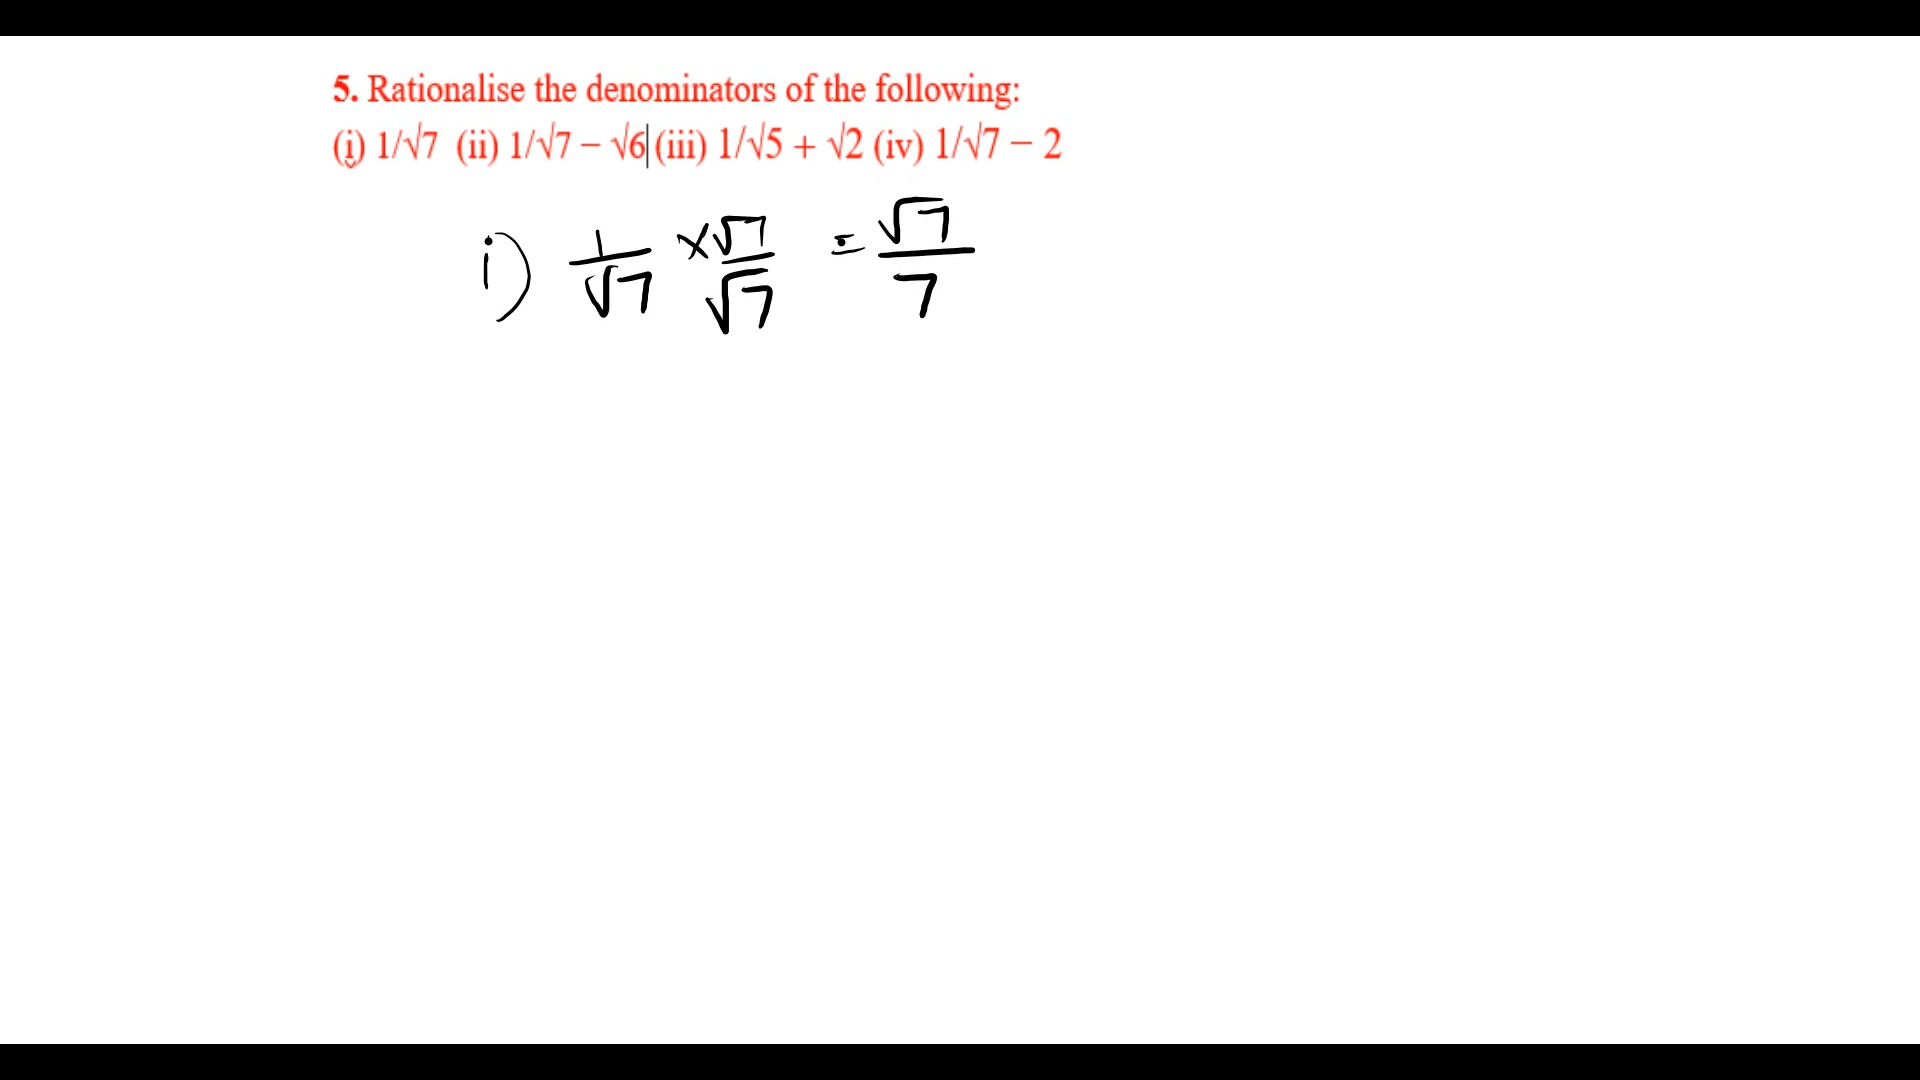 5. Rationalise the denominators of the following:
(i) 1/√7 (ii) 1/√7 – √6 (iii) 1/√5 + √2 (iv) 1/√7 – 2
i) 1/√7 × √7/√7 = √7/7